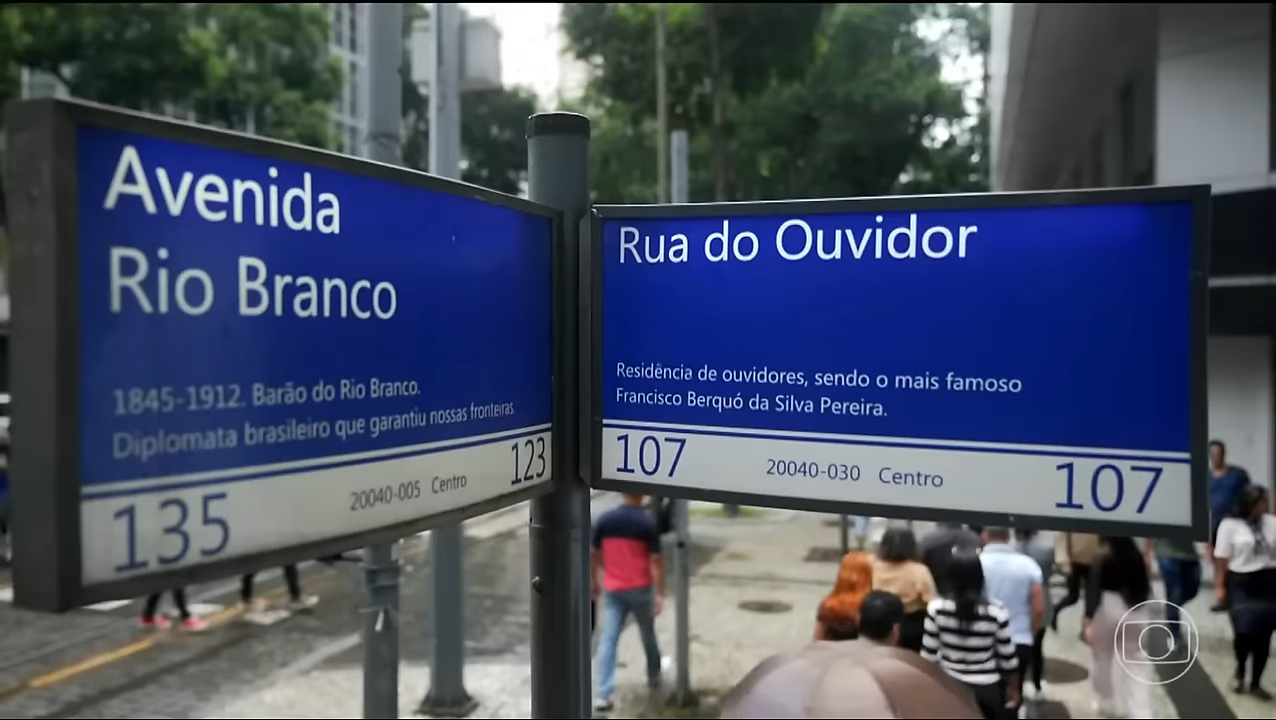 Avenida
Rio Branco
1845-1912. Barão do Rio Branco.
Diplomata brasileiro que garantiu nossas fronteiras
135 20040-005 Centro 123
Rua do Ouvidor
Residência de ouvidores, sendo o mais famoso
Francisco Berquó da Silva Pereira.
107 20040-030 Centro 107